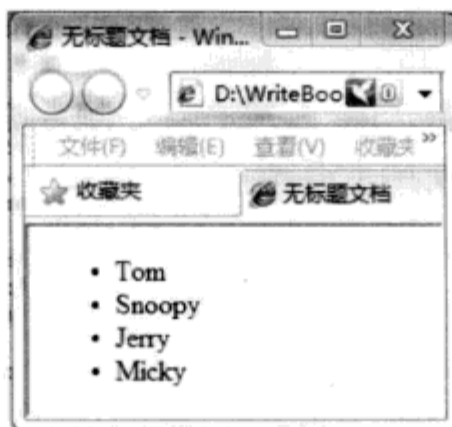 无标题文档 - Win...
D:\WriteBoo
文件(F) 编辑(E) 查看(V) 收藏夹 »
收藏夹 无标题文档
• Tom
• Snoopy
• Jerry
• Micky